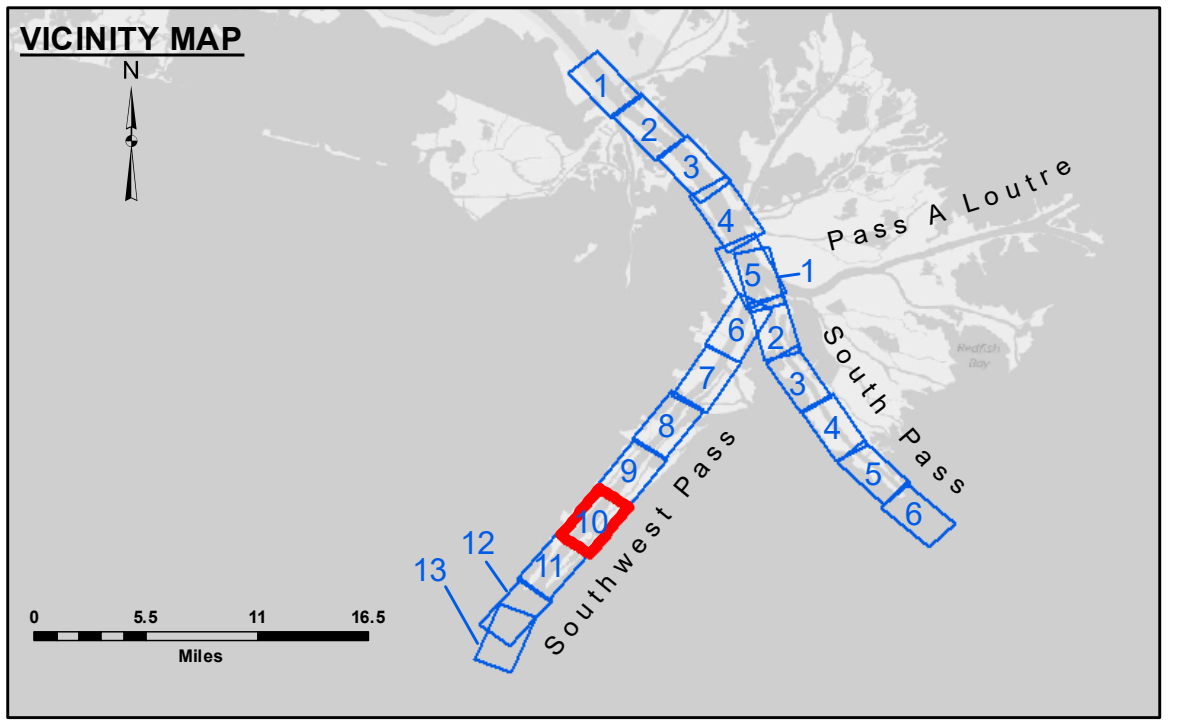 VICINITY MAP
N
1
2
3
4
5
1
Pass A Loutre
6
2
7
3
South Pass
Redfish
Bay
8
4
9
5
10
6
11
12
13
Southwest Pass
0 5.5 11 16.5
Miles